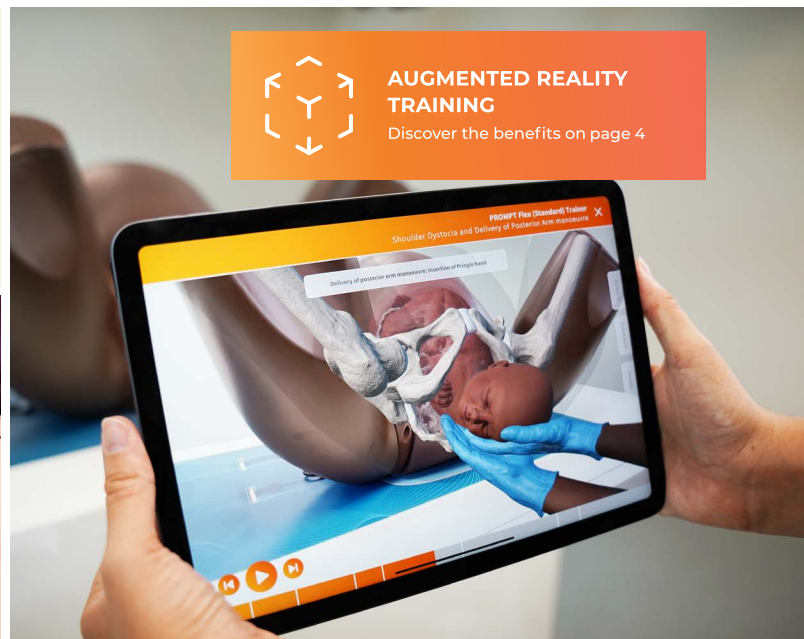 AUGMENTED REALITY
TRAINING
Discover the benefits on page 4
PROMPT Flex (Standard) Trainer
Shoulder Dystocia and Delivery of Posterior Arm manoeuvre
Delivery of posterior arm manoeuvre: insertion of Pringle hand